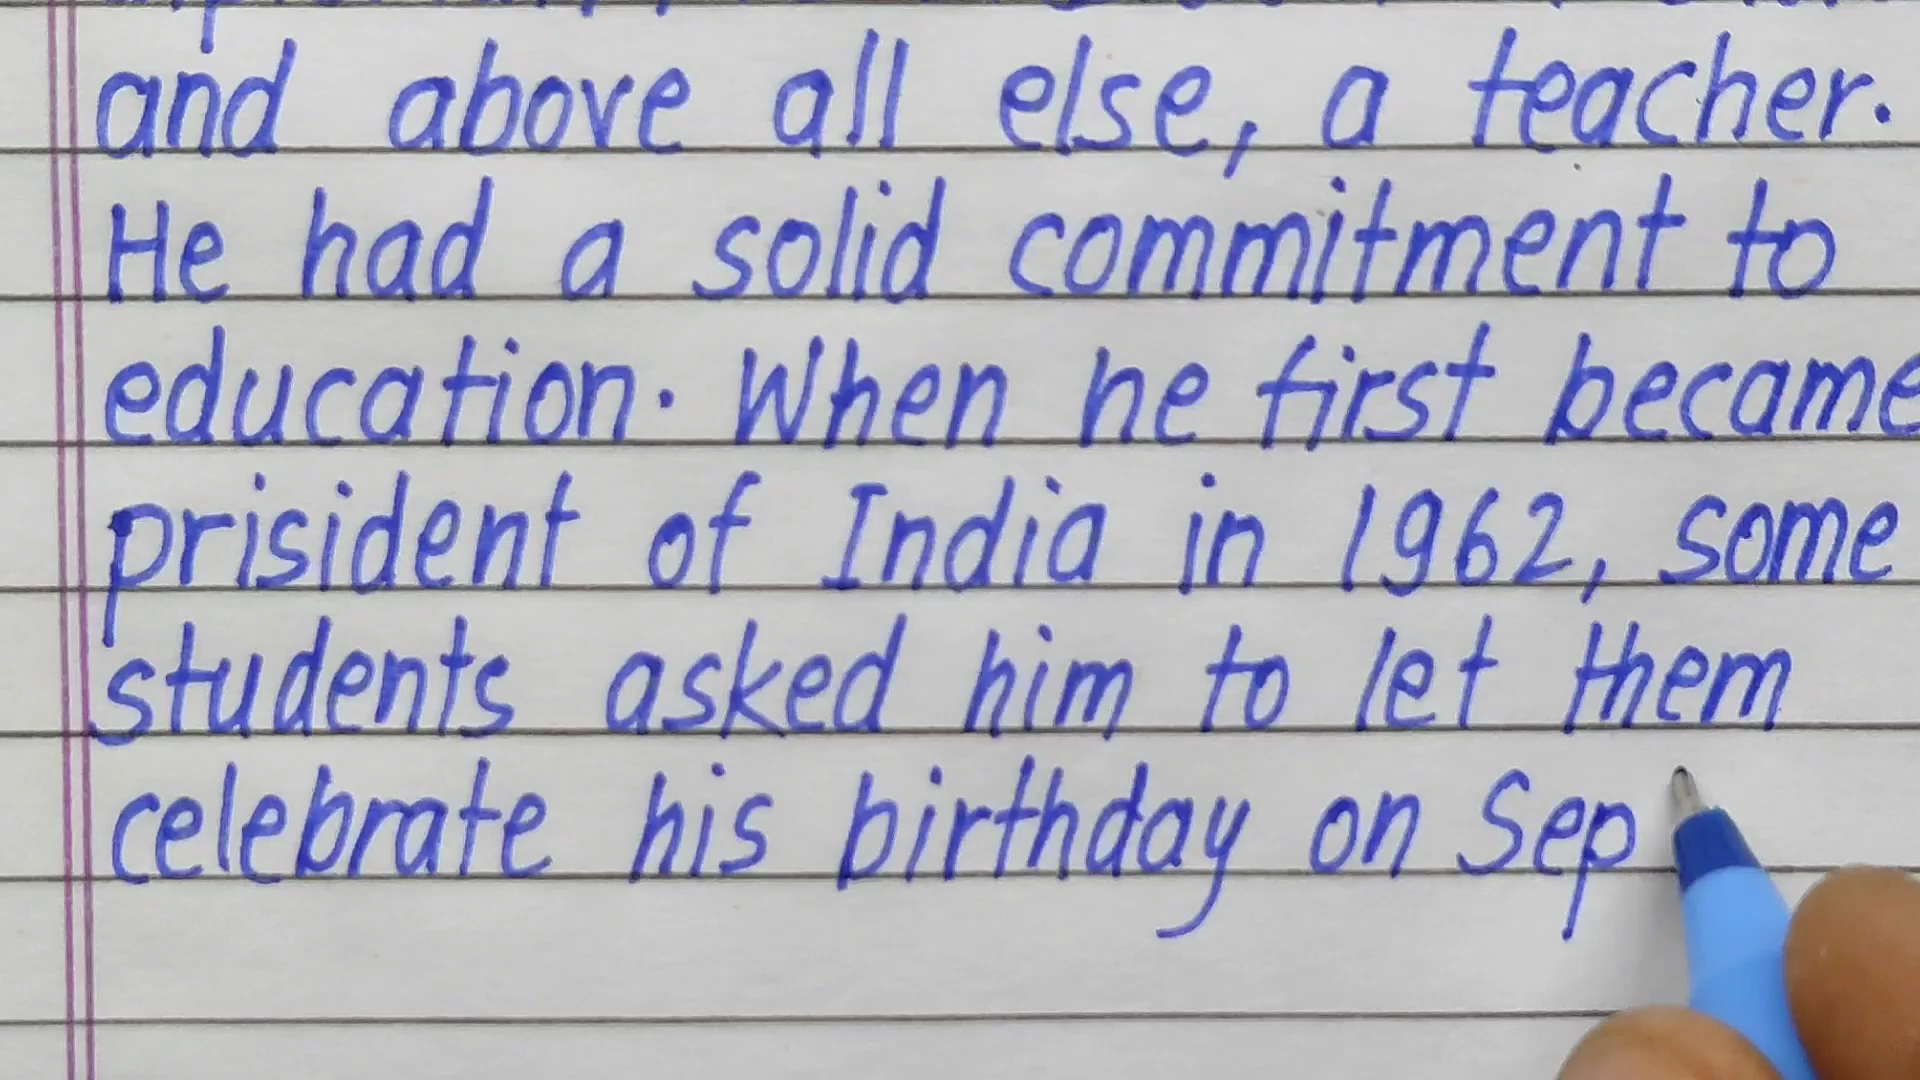 and above all else, a teacher.
He had a solid commitment to
education. When he first became
prisident of India in 1962, some
students asked him to let them
celebrate his birthday on Sep